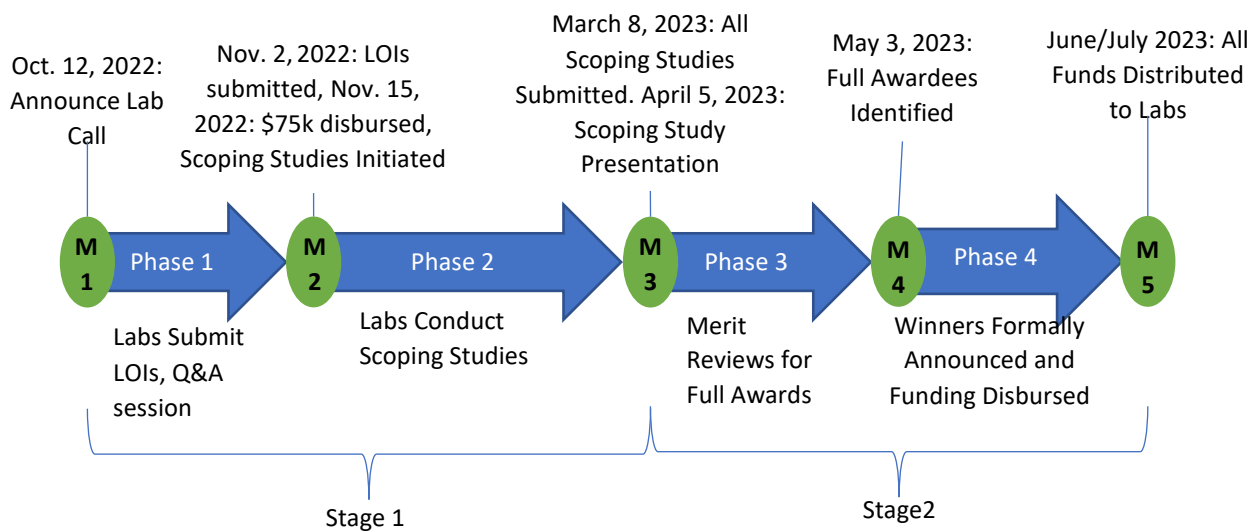 Oct. 12, 2022:
Announce Lab
Call
Nov. 2, 2022: LOIs
submitted, Nov. 15,
2022: $75k disbursed,
Scoping Studies Initiated
March 8, 2023: All
Scoping Studies
Submitted. April 5, 2023:
Scoping Study
Presentation
May 3, 2023:
Full Awardees
Identified
June/July 2023: All
Funds Distributed
to Labs
M
1
Phase 1
M
2
Phase 2
M
3
Phase 3
M
4
Phase 4
M
5
Labs Submit
LOIs, Q&A
session
Labs Conduct
Scoping Studies
Merit
Reviews for
Full Awards
Winners Formally
Announced and
Funding Disbursed
Stage 1
Stage2